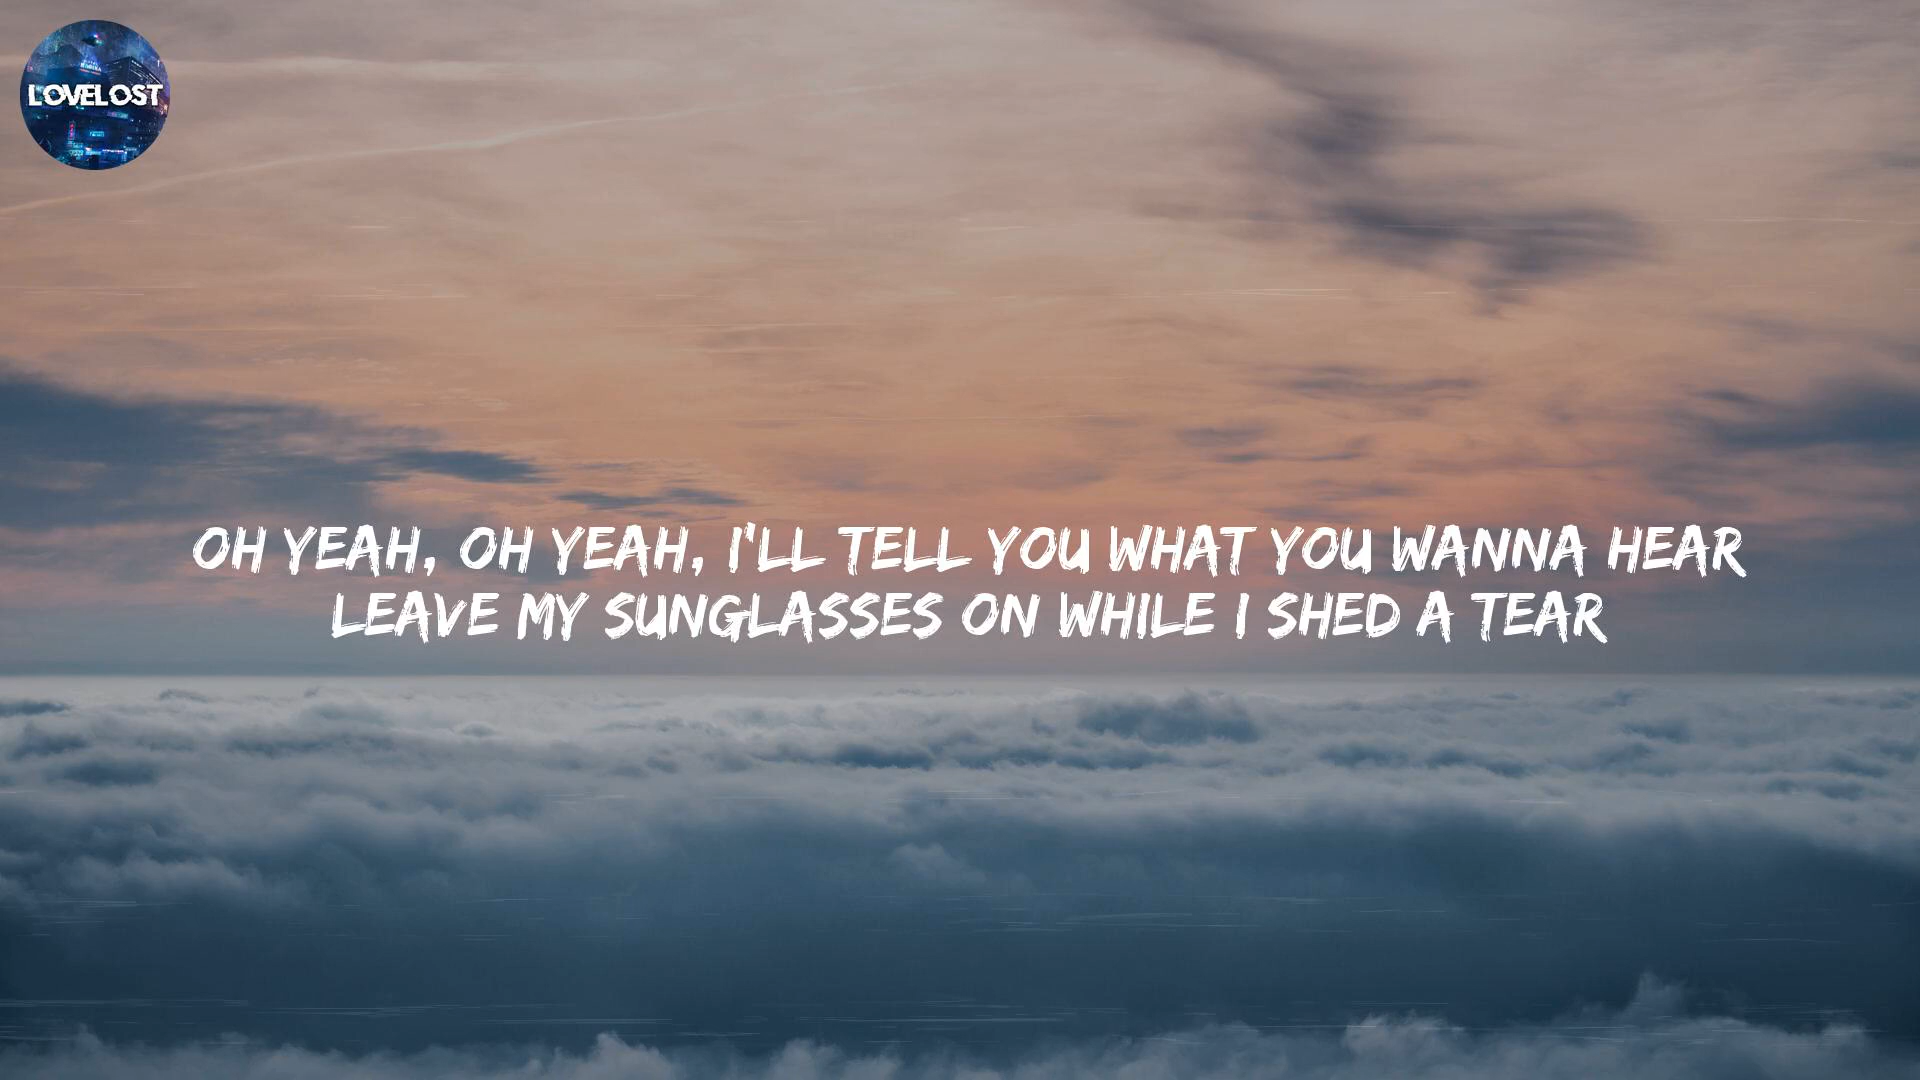 LOVELOST
OH YEAH, OH YEAH, I'LL TELL YOU WHAT YOU WANNA HEAR
LEAVE MY SUNGLASSES ON WHILE I SHED A TEAR